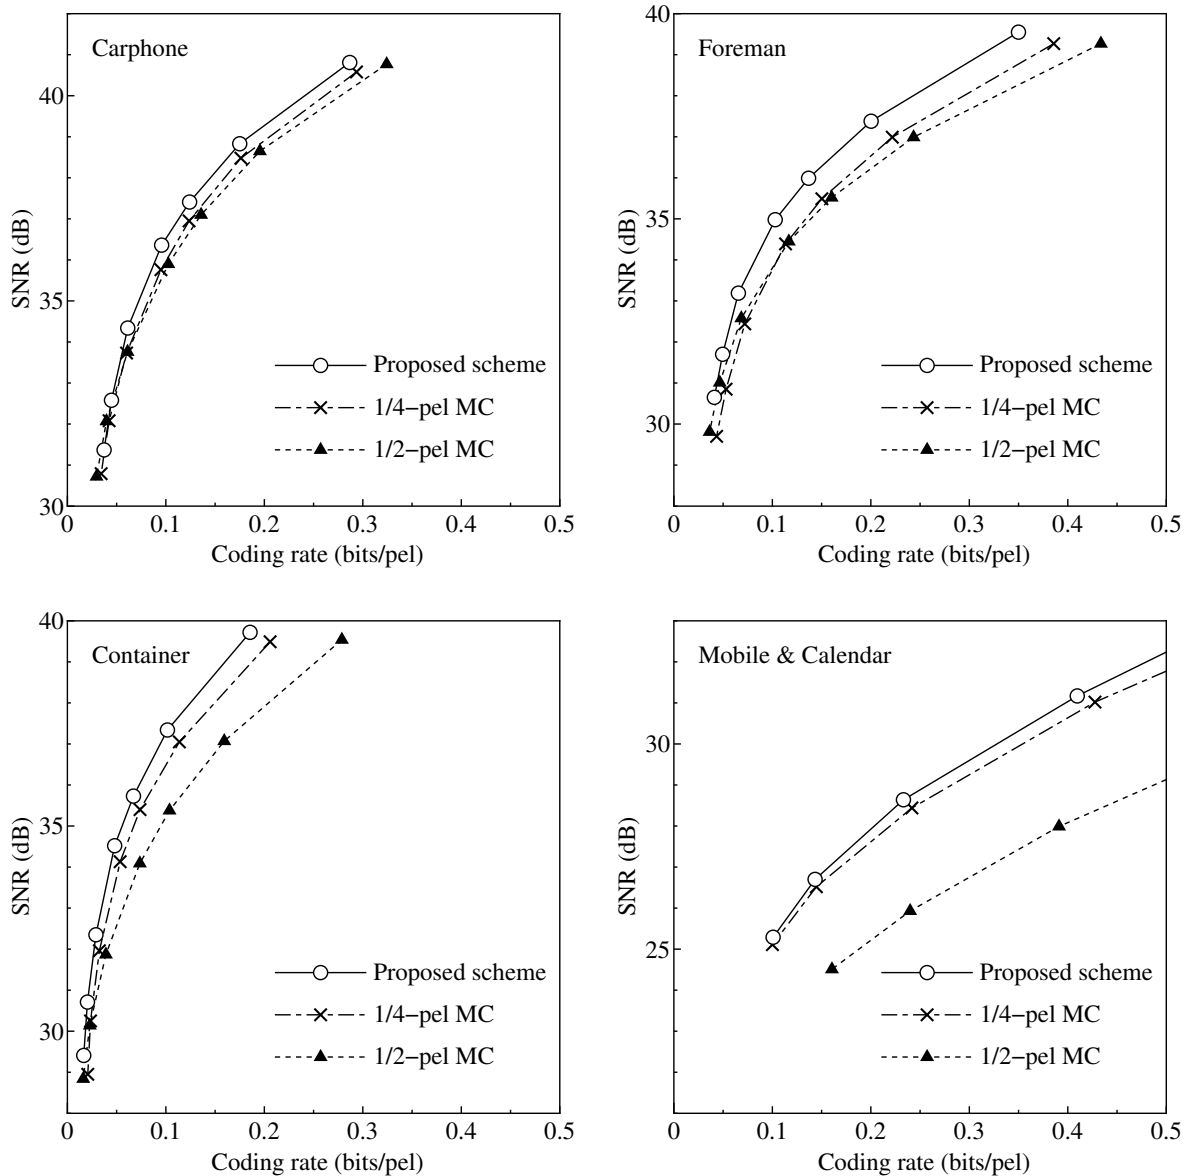 Carphone
40
35
30
SNR (dB)
Proposed scheme
1/4−pel MC
1/2−pel MC
0 0.1 0.2 0.3 0.4 0.5
Coding rate (bits/pel)
Foreman
40
35
30
SNR (dB)
Proposed scheme
1/4−pel MC
1/2−pel MC
0 0.1 0.2 0.3 0.4 0.5
Coding rate (bits/pel)
Container
40
35
30
SNR (dB)
Proposed scheme
1/4−pel MC
1/2−pel MC
0 0.1 0.2 0.3 0.4 0.5
Coding rate (bits/pel)
Mobile & Calendar
30
25
SNR (dB)
Proposed scheme
1/4−pel MC
1/2−pel MC
0 0.1 0.2 0.3 0.4 0.5
Coding rate (bits/pel)